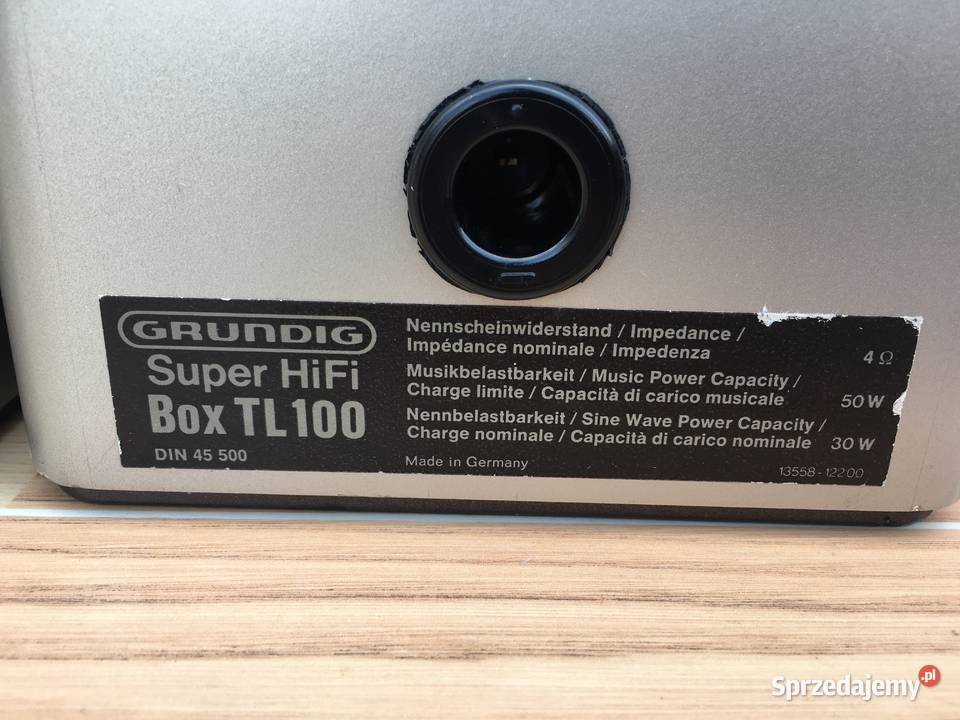 GRUNDIG
Super HiFi
Box TL100
DIN 45 500
Nennscheinwiderstand / Impedance /
Impédance nominale / Impedenza
4 Ω
Musikbelastbarkeit / Music Power Capacity /
Charge limite / Capacità di carico musicale
50 W
Nennbelastbarkeit / Sine Wave Power Capacity /
Charge nominale / Capacità di carico nominale
30 W
Made in Germany
13558-12200
Sprzedajemy.pl